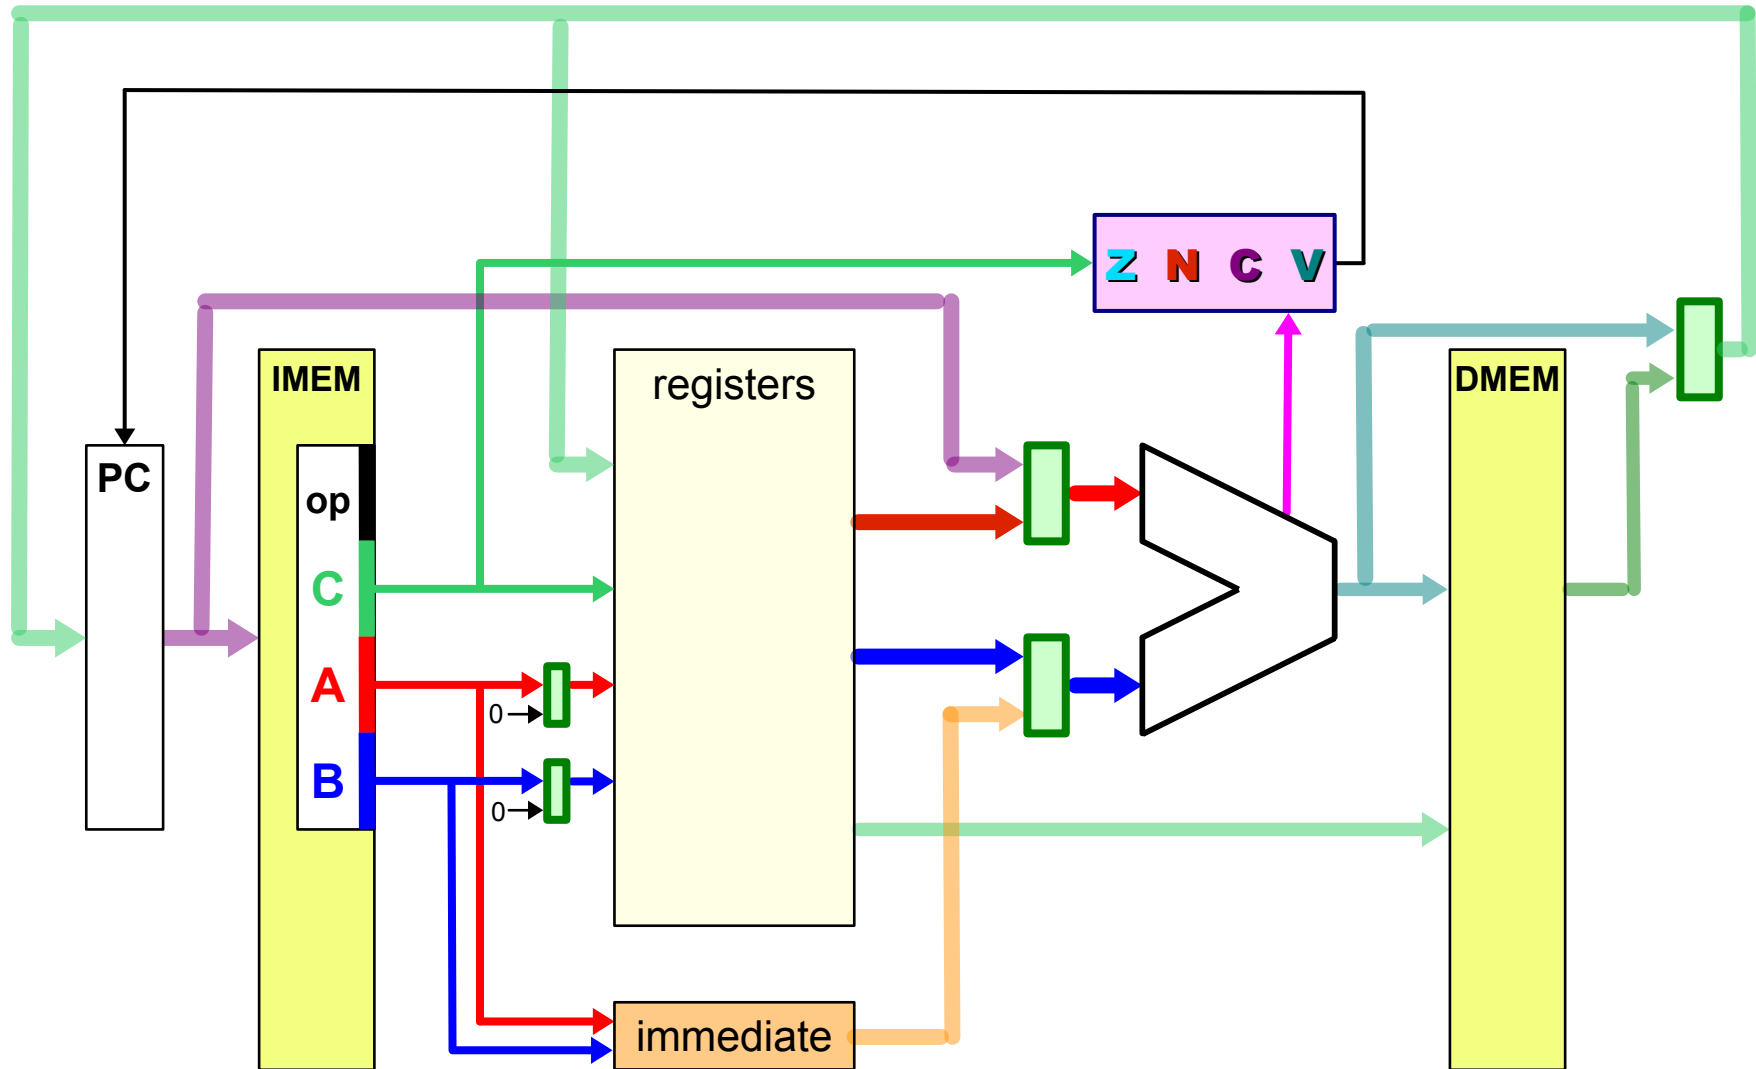 Z N C V
IMEM
registers
DMEM
PC
op
C
A
0
B
0
immediate